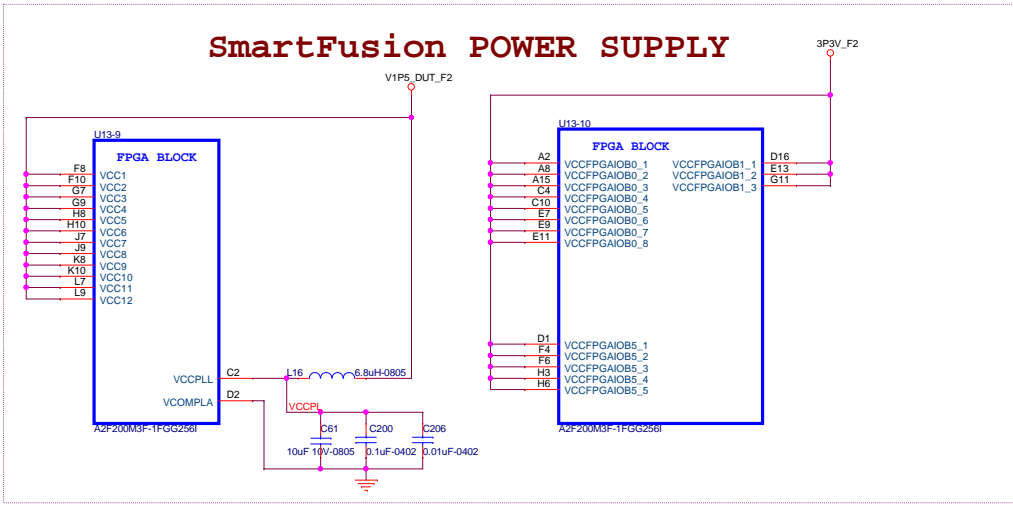 SmartFusion POWER SUPPLY
V1P5_DUT_F2
3P3V_F2
U13-9
FPGA BLOCK
F8 VCC1
F10 VCC2
G7 VCC3
G9 VCC4
H8 VCC5
H10 VCC6
J7 VCC7
J9 VCC8
K8 VCC9
K10 VCC10
L7 VCC11
L9 VCC12
VCCPLL C2
VCOMPLA D2
A2F200M3F-1FGG256I
L16 6.8uH-0805
VCCPL
C61 C200 C206
10uF 10V-0805 0.1uF-0402 0.01uF-0402
U13-10
FPGA BLOCK
A2 VCCFPGAIOB0_1 VCCFPGAIOB1_1 D16
A8 VCCFPGAIOB0_2 VCCFPGAIOB1_2 E13
A15 VCCFPGAIOB0_3 VCCFPGAIOB1_3 G11
C4 VCCFPGAIOB0_4
C10 VCCFPGAIOB0_5
E7 VCCFPGAIOB0_6
E9 VCCFPGAIOB0_7
E11 VCCFPGAIOB0_8
D1 VCCFPGAIOB5_1
F4 VCCFPGAIOB5_2
F6 VCCFPGAIOB5_3
H3 VCCFPGAIOB5_4
H6 VCCFPGAIOB5_5
A2F200M3F-1FGG256I